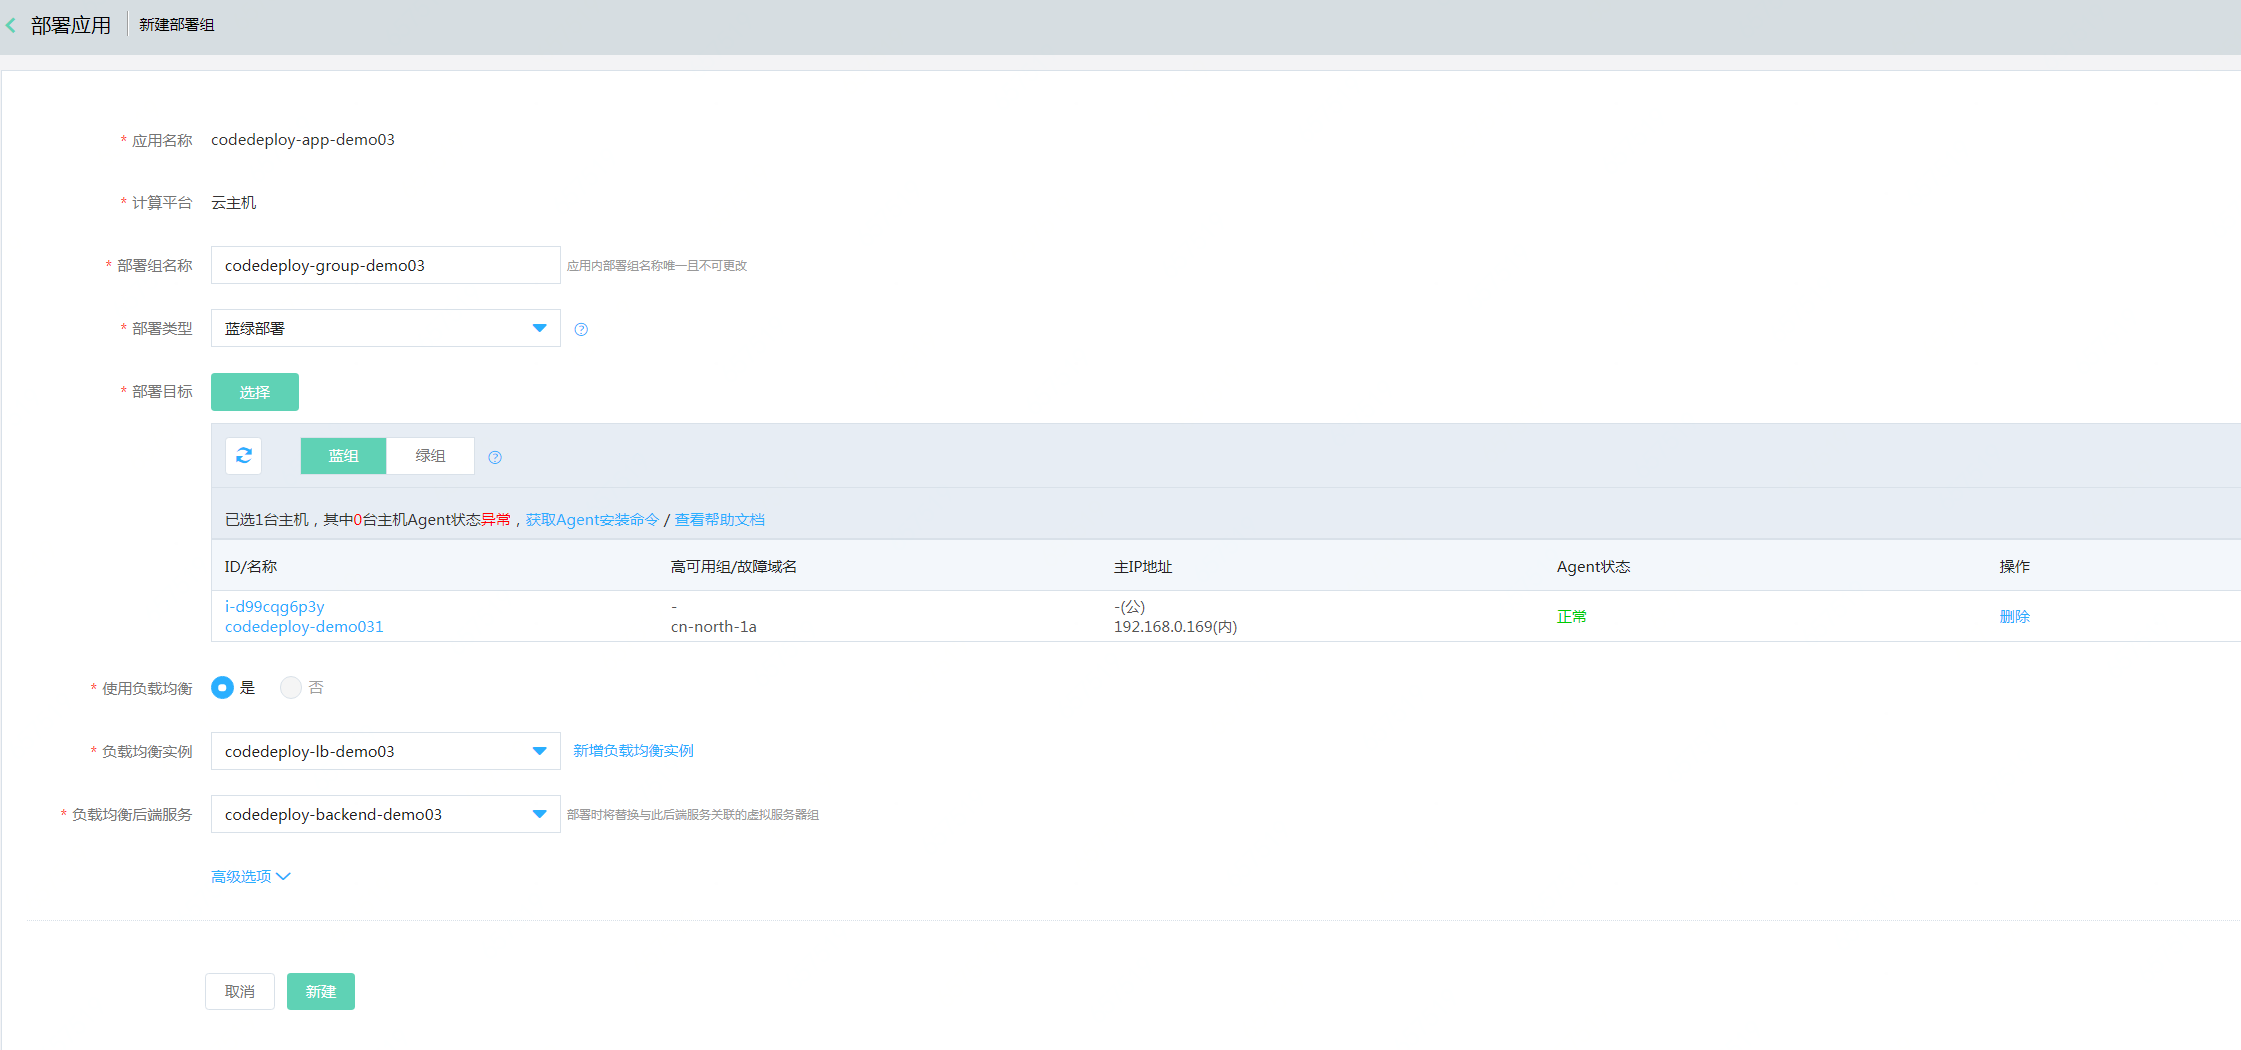 部署应用 新建部署组
* 应用名称 codedeploy-app-demo03
* 计算平台 云主机
* 部署组名称 codedeploy-group-demo03 应用内部署组名称唯一且不可更改
* 部署类型 蓝绿部署
* 部署目标 选择
蓝组 绿组
已选1台主机，其中0台主机Agent状态异常，获取Agent安装命令 / 查看帮助文档
ID/名称 高可用组/故障域名 主IP地址 Agent状态 操作
i-d99cqg6p3y - -(公)
codedeploy-demo031 cn-north-1a 192.168.0.169(内) 正常 删除
* 使用负载均衡 是 否
* 负载均衡实例 codedeploy-lb-demo03 新增负载均衡实例
* 负载均衡后端服务 codedeploy-backend-demo03 部署时将替换与此后端服务关联的虚拟服务器组
高级选项
取消 新建